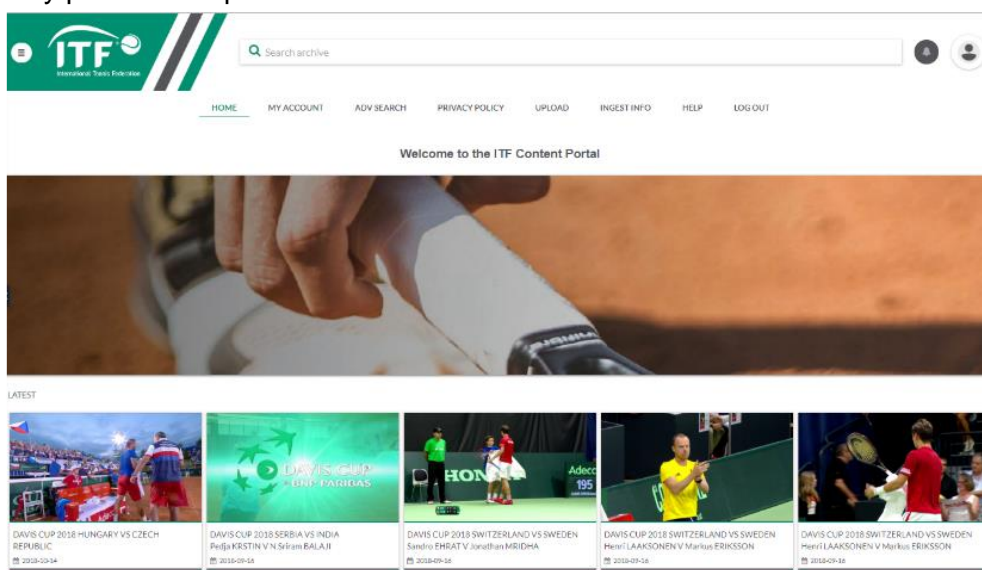 ITF
International Tennis Federation
Search archive
HOME MY ACCOUNT ADV SEARCH PRIVACY POLICY UPLOAD INGEST INFO HELP LOG OUT
Welcome to the ITF Content Portal
LATEST
DAVIS CUP
BNP PARIBAS
HON
Adecco
195
DAVIS CUP 2018 HUNGARY VS CZECH
REPUBLIC
2018-10-14
DAVIS CUP 2018 SERBIA VS INDIA
Pedja KRSTIN V N Sriram BALAJI
2018-09-16
DAVIS CUP 2018 SWITZERLAND VS SWEDEN
Sandro EHRAT V Jonathan MRIDHA
2018-09-16
DAVIS CUP 2018 SWITZERLAND VS SWEDEN
Henri LAAKSONEN V Markus ERIKSSON
2018-09-16
DAVIS CUP 2018 SWITZERLAND VS SWEDEN
Henri LAAKSONEN V Markus ERIKSSON
2018-09-16